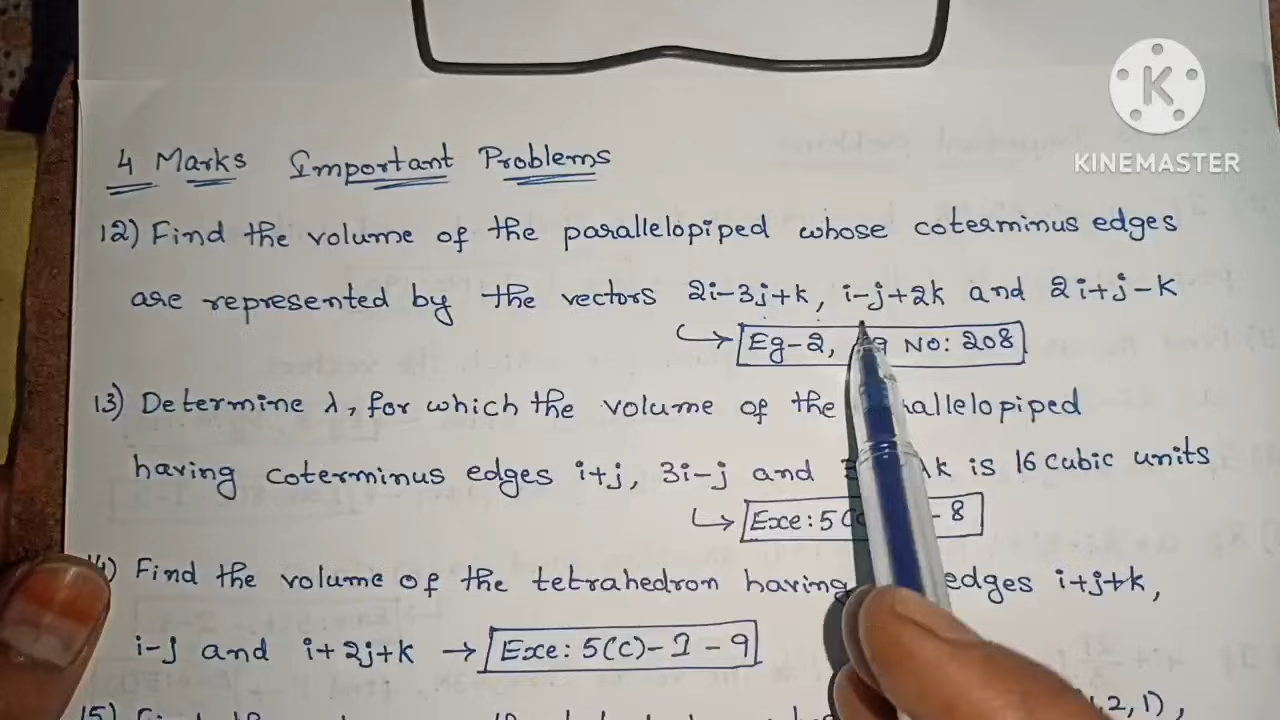 KINEMASTER
4 Marks Important Problems
12) Find the volume of the parallelopiped whose coterminus edges
are represented by the vectors 2i-3j+k, i-j+2k and 2i+j-k
Eg-2, No: 208
13) Determine λ, for which the volume of the
having coterminus edges i+j, 3i-j and k is 16 cubic units
Exe: 5(c) - 8
14) Find the volume of the tetrahedron having edges i+j+k,
i-j and i+2j+k → Exe: 5(c)-I-9
15) 2, 1),